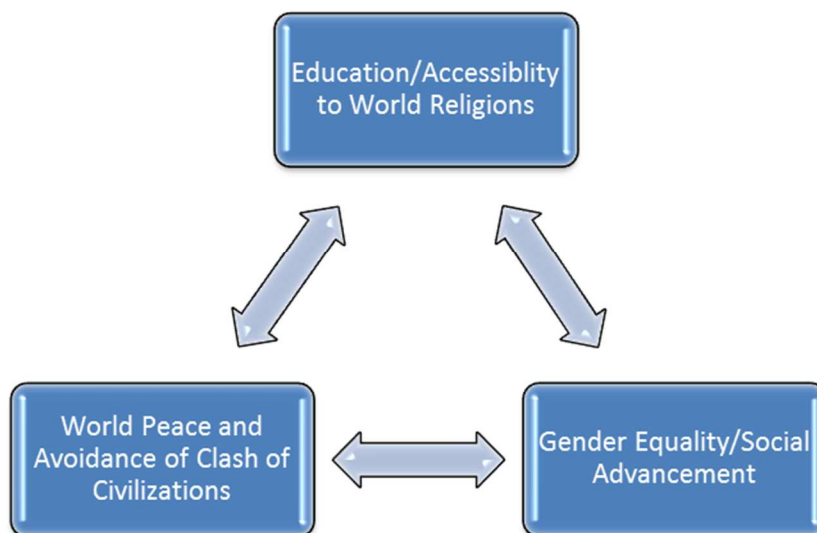 Education/Accessiblity
to World Religions
World Peace and
Avoidance of Clash of
Civilizations
Gender Equality/Social
Advancement